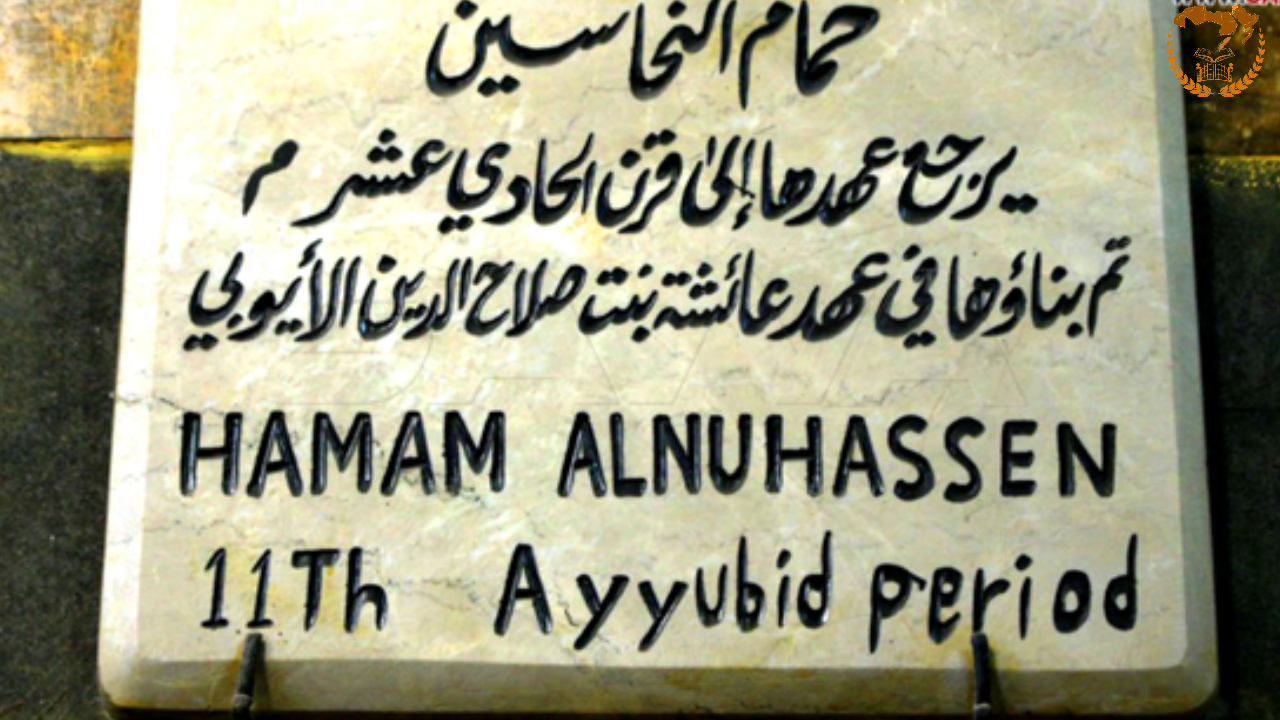 حمام النحاسين
يرجع عهدها إلى قرن الحادي عشر م
تم بناؤها في عهد عائشة بنت صلاح الدين الأيوبي
HAMAM ALNUHASSEN
11Th Ayyubid period